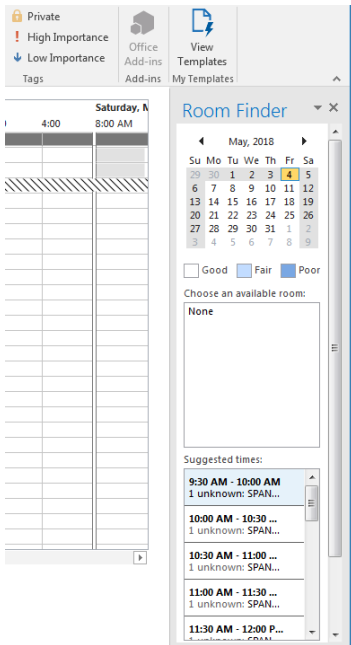 Private
! High Importance
Low Importance
Tags
Office
Add-ins
Add-ins
View
Templates
My Templates
Saturday, M
4:00
8:00 AM
Room Finder
May, 2018
Su Mo Tu We Th Fr Sa
29 30 1 2 3 4 5
6 7 8 9 10 11 12
13 14 15 16 17 18 19
20 21 22 23 24 25 26
27 28 29 30 31 1 2
3 4 5 6 7 8 9
Good Fair Poor
Choose an available room:
None
Suggested times:
9:30 AM - 10:00 AM
1 unknown: SPAN...
10:00 AM - 10:30 ...
1 unknown: SPAN...
10:30 AM - 11:00 ...
1 unknown: SPAN...
11:00 AM - 11:30 ...
1 unknown: SPAN...
11:30 AM - 12:00 P...
1 unknown: SPAN...